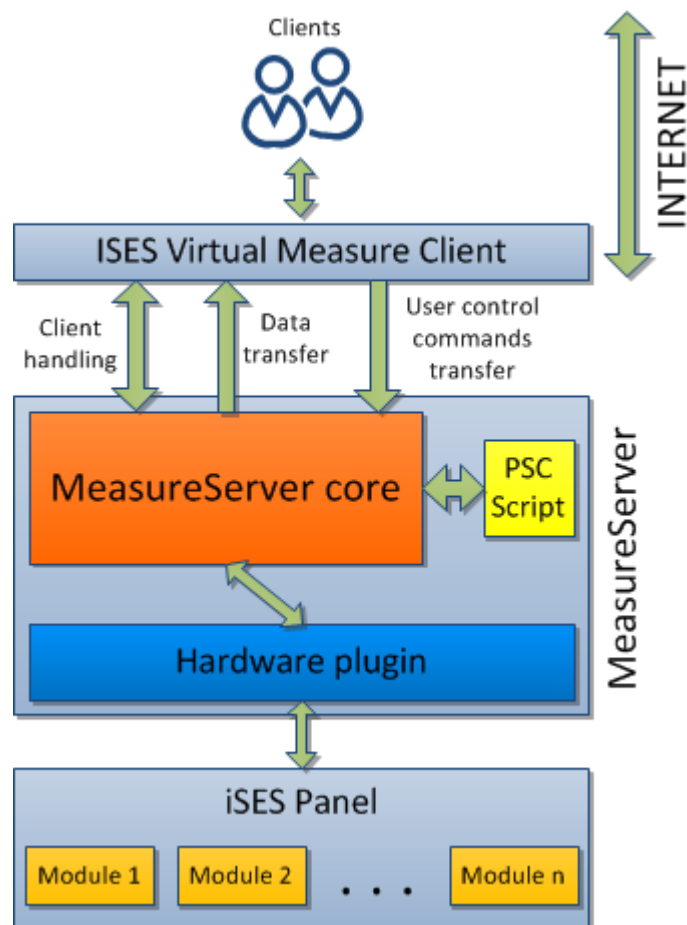 Clients
INTERNET
ISES Virtual Measure Client
Client
handling
Data
transfer
User control
commands
transfer
MeasureServer core
PSC
Script
MeasureServer
Hardware plugin
iSES Panel
Module 1
Module 2
. . .
Module n